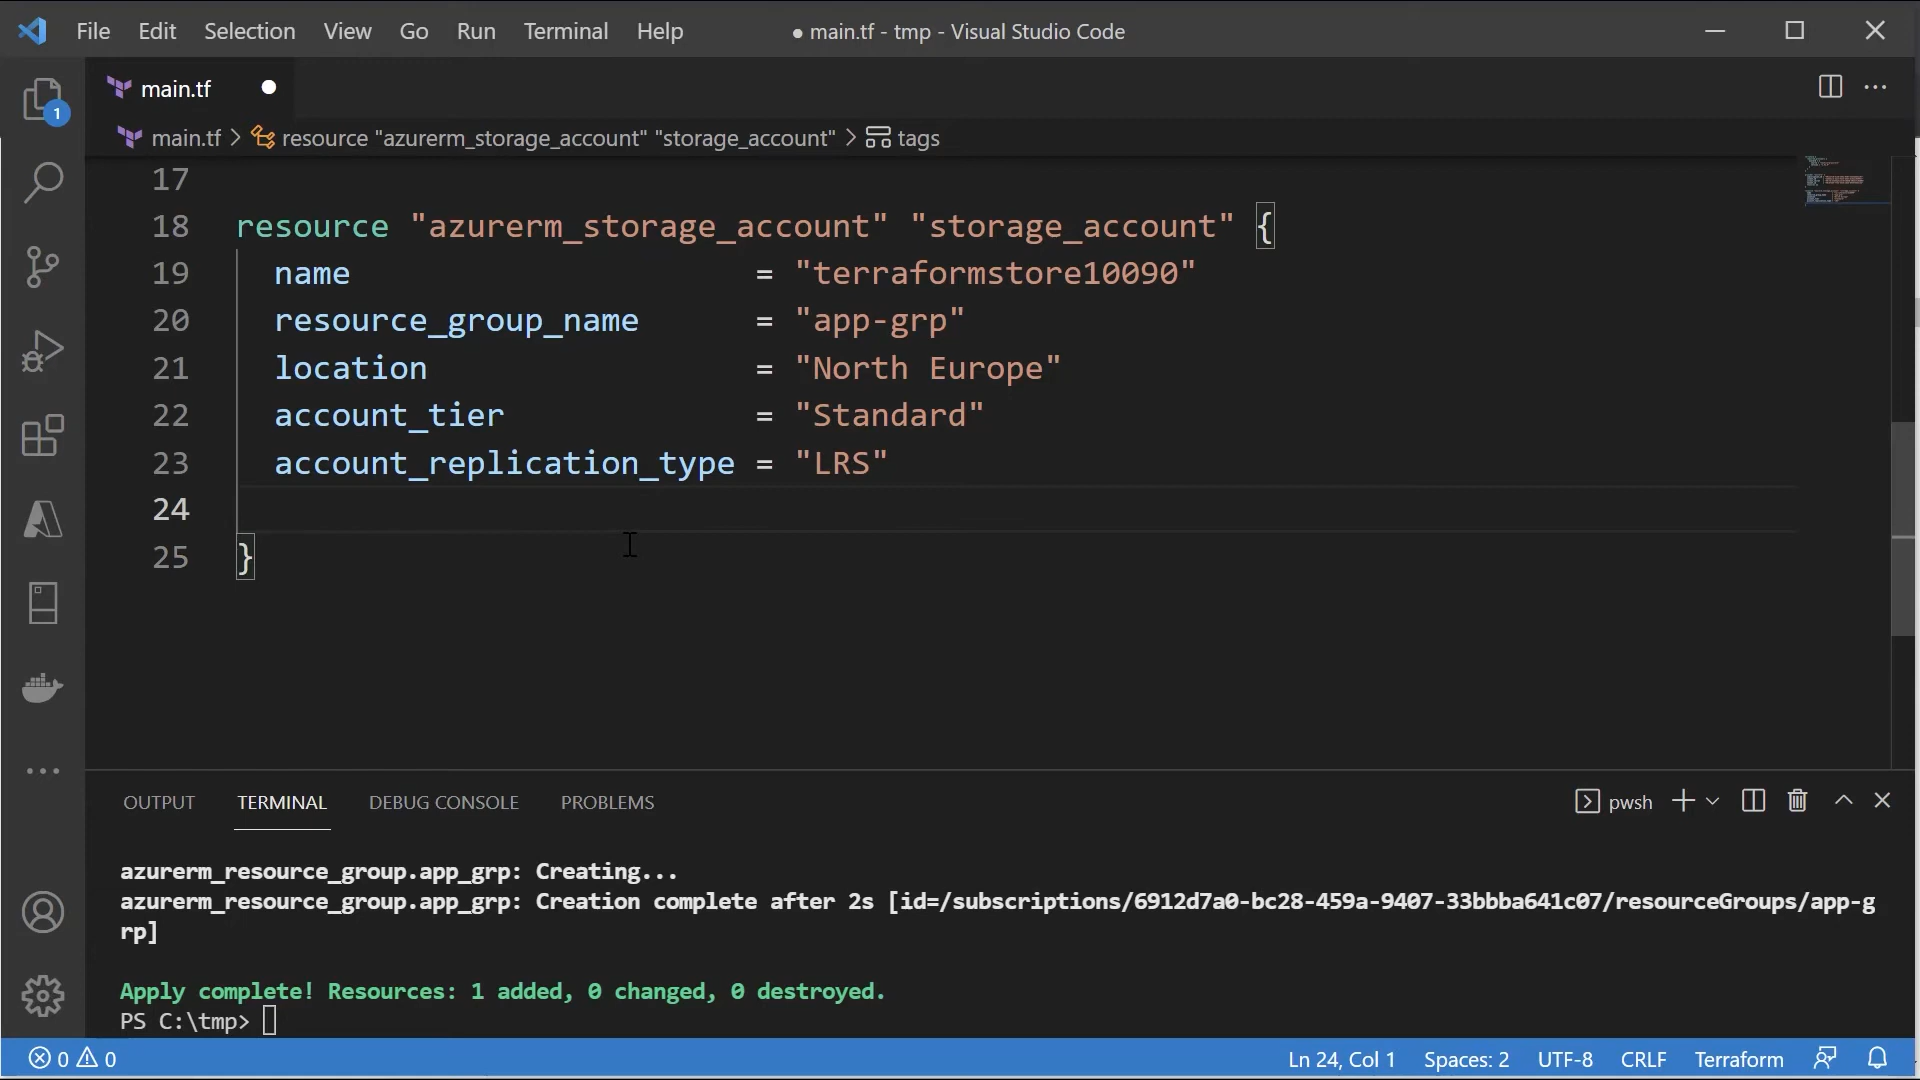 File Edit Selection View Go Run Terminal Help ● main.tf - tmp - Visual Studio Code
main.tf ●
1
main.tf > resource "azurerm_storage_account" "storage_account" > tags
17
18 resource "azurerm_storage_account" "storage_account" {
19 name = "terraformstore10090"
20 resource_group_name = "app-grp"
21 location = "North Europe"
22 account_tier = "Standard"
23 account_replication_type = "LRS"
24
25 }
OUTPUT TERMINAL DEBUG CONSOLE PROBLEMS pwsh
azurerm_resource_group.app_grp: Creating...
azurerm_resource_group.app_grp: Creation complete after 2s [id=/subscriptions/6912d7a0-bc28-459a-9407-33bbba641c07/resourceGroups/app-g
rp]
Apply complete! Resources: 1 added, 0 changed, 0 destroyed.
PS C:\tmp>
0 0 Ln 24, Col 1 Spaces: 2 UTF-8 CRLF Terraform